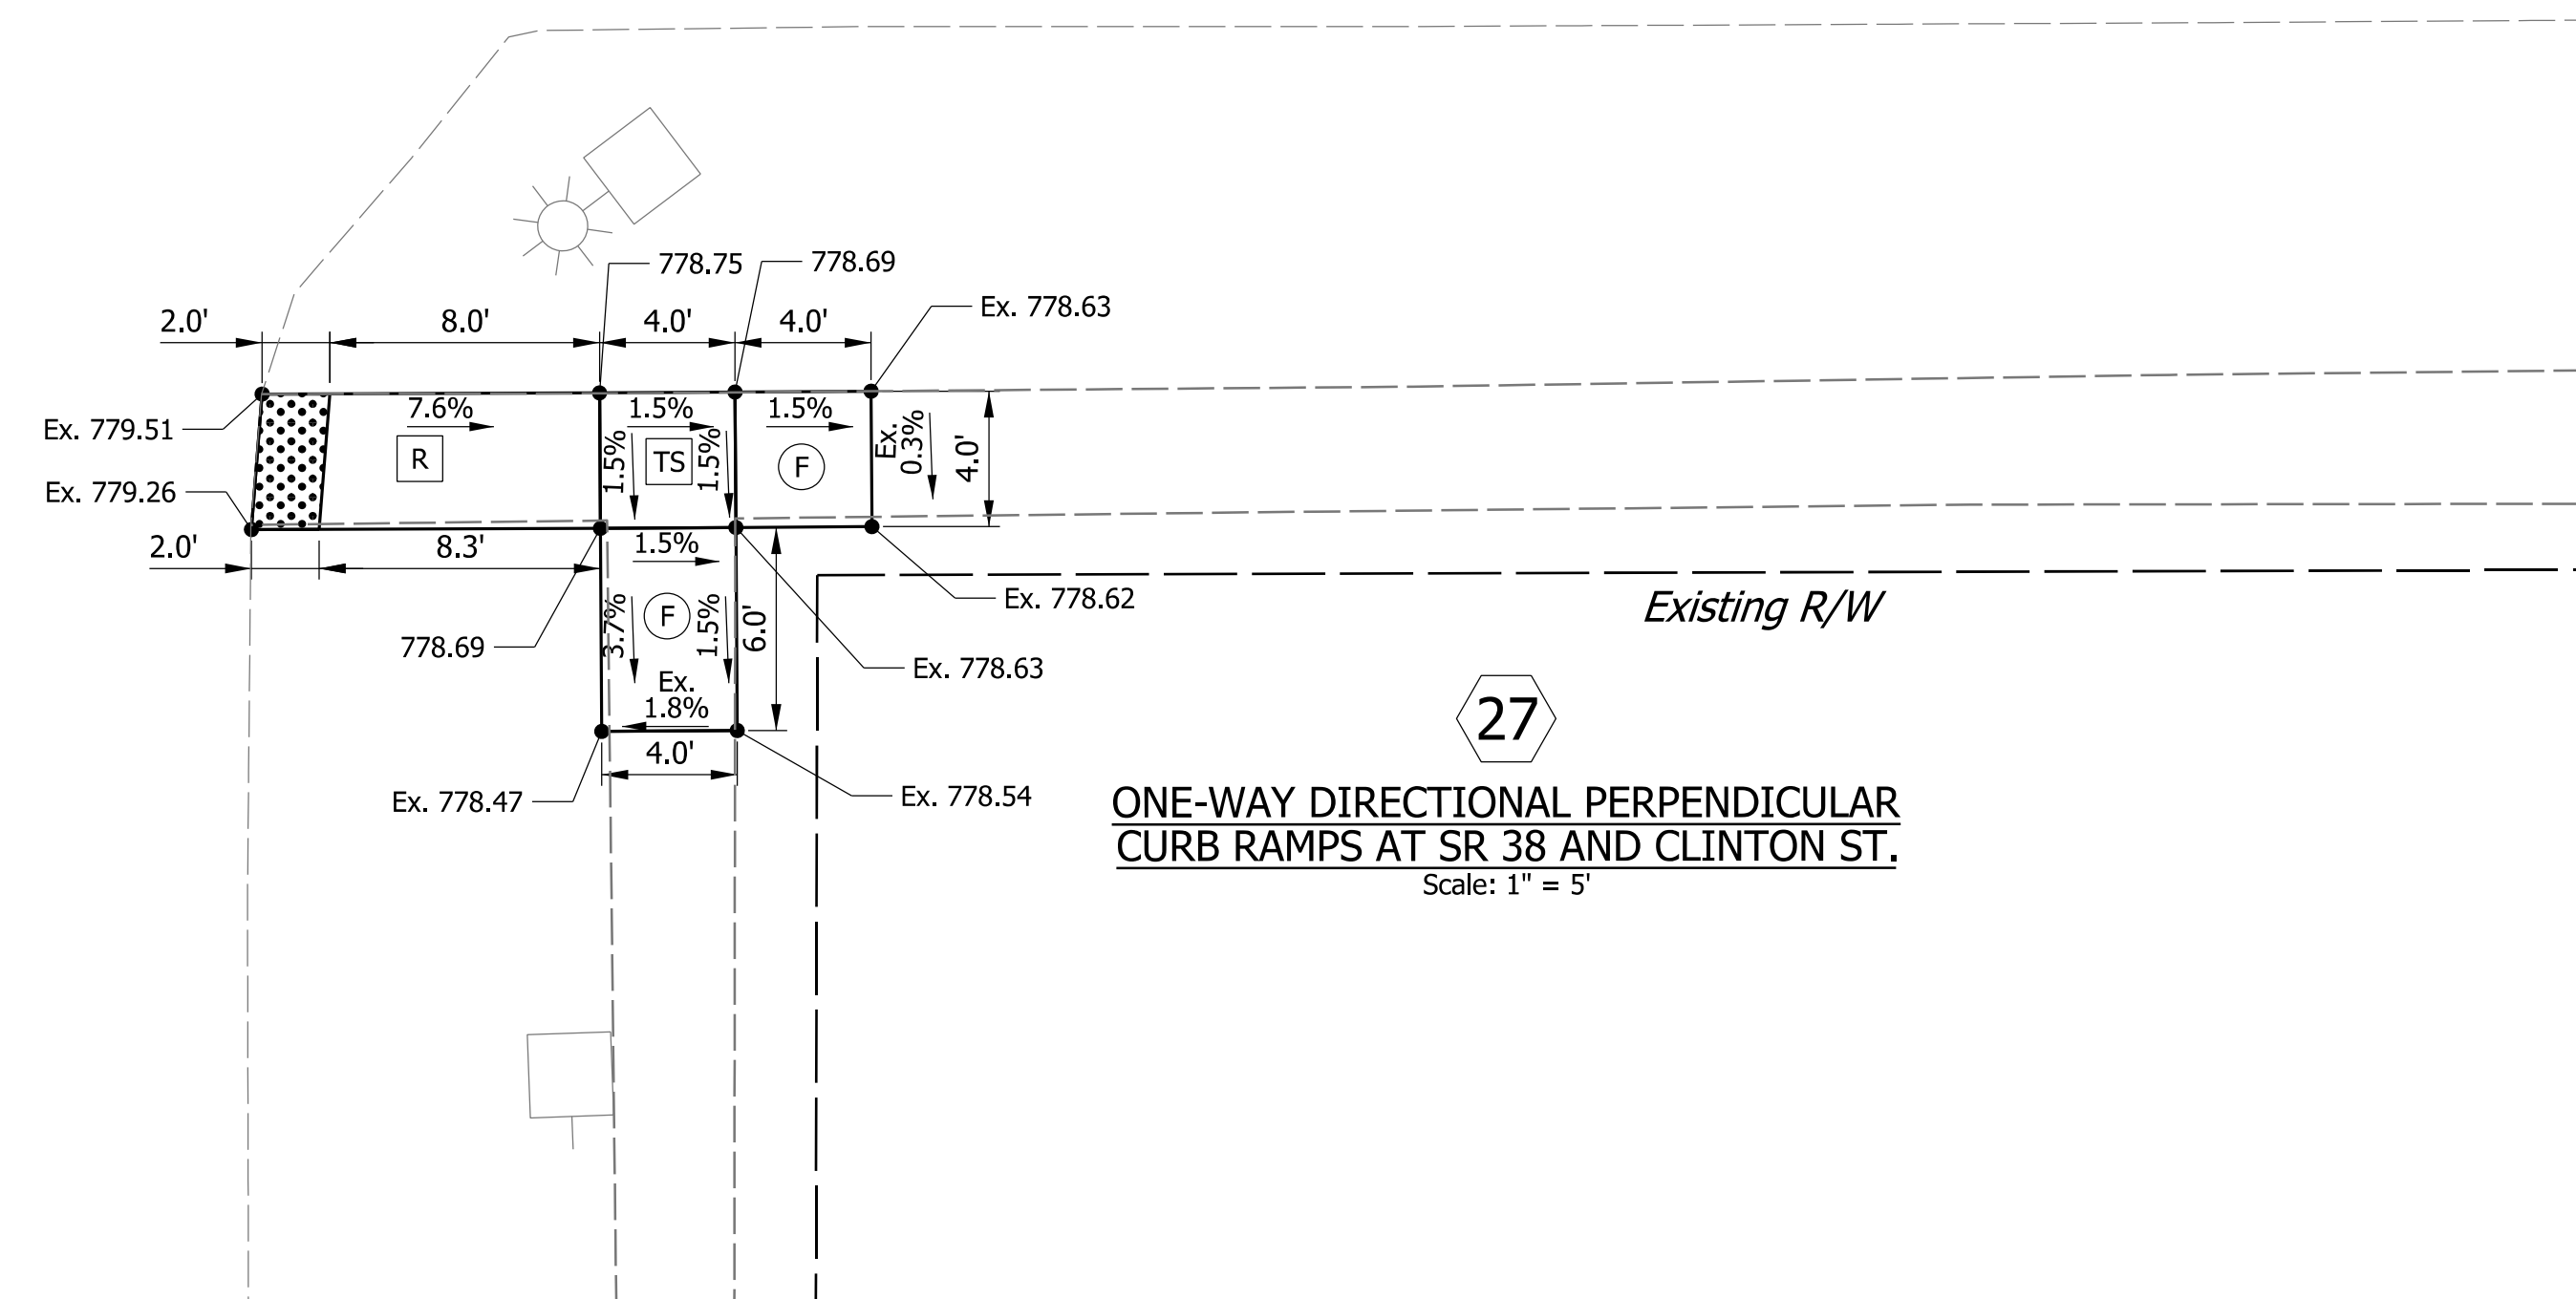 778.75
778.69
Ex. 778.63
2.0'
8.0'
4.0'
4.0'
Ex. 779.51
7.6%
1.5%
1.5%
R
1.5%
TS
1.5%
F
Ex.
0.3%
4.0'
Ex. 779.26
2.0'
8.3'
1.5%
Ex. 778.62
Existing R/W
778.69
3.7%
F
1.5%
6.0'
Ex. 778.63
Ex.
1.8%
4.0'
Ex. 778.47
Ex. 778.54
27
ONE-WAY DIRECTIONAL PERPENDICULAR
CURB RAMPS AT SR 38 AND CLINTON ST.
Scale: 1" = 5'